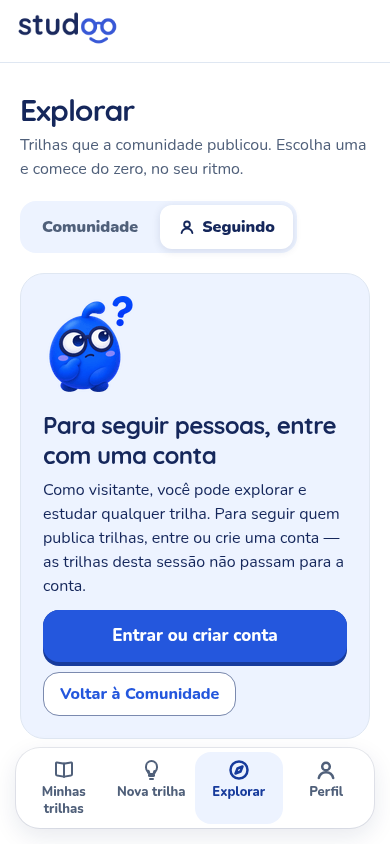 studoo
Explorar
Trilhas que a comunidade publicou. Escolha uma
e comece do zero, no seu ritmo.
Comunidade
Seguindo
?
Para seguir pessoas, entre
com uma conta
Como visitante, você pode explorar e
estudar qualquer trilha. Para seguir quem
publica trilhas, entre ou crie uma conta —
as trilhas desta sessão não passam para a
conta.
Entrar ou criar conta
Voltar à Comunidade
Minhas
trilhas
Nova trilha
Explorar
Perfil